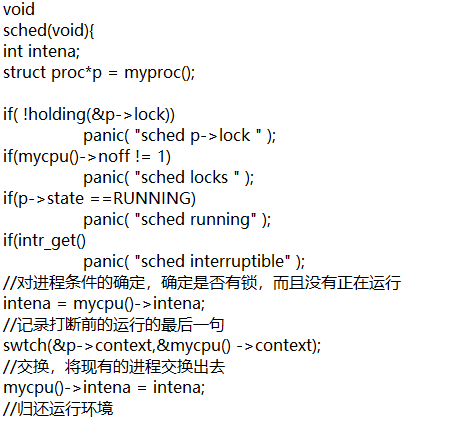 void
sched(void){
int intena;
struct proc*p = myproc();
if( !holding(&p->lock))
panic( "sched p->lock " );
if(mycpu()->noff != 1)
panic( "sched locks " );
if(p->state ==RUNNING)
panic( "sched running" );
if(intr_get()
panic( "sched interruptible" );
//对进程条件的确定，确定是否有锁，而且没有正在运行
intena = mycpu()->intena;
//记录打断前的运行的最后一句
swtch(&p->context,&mycpu() ->context);
//交换，将现有的进程交换出去
mycpu()->intena = intena;
//归还运行环境